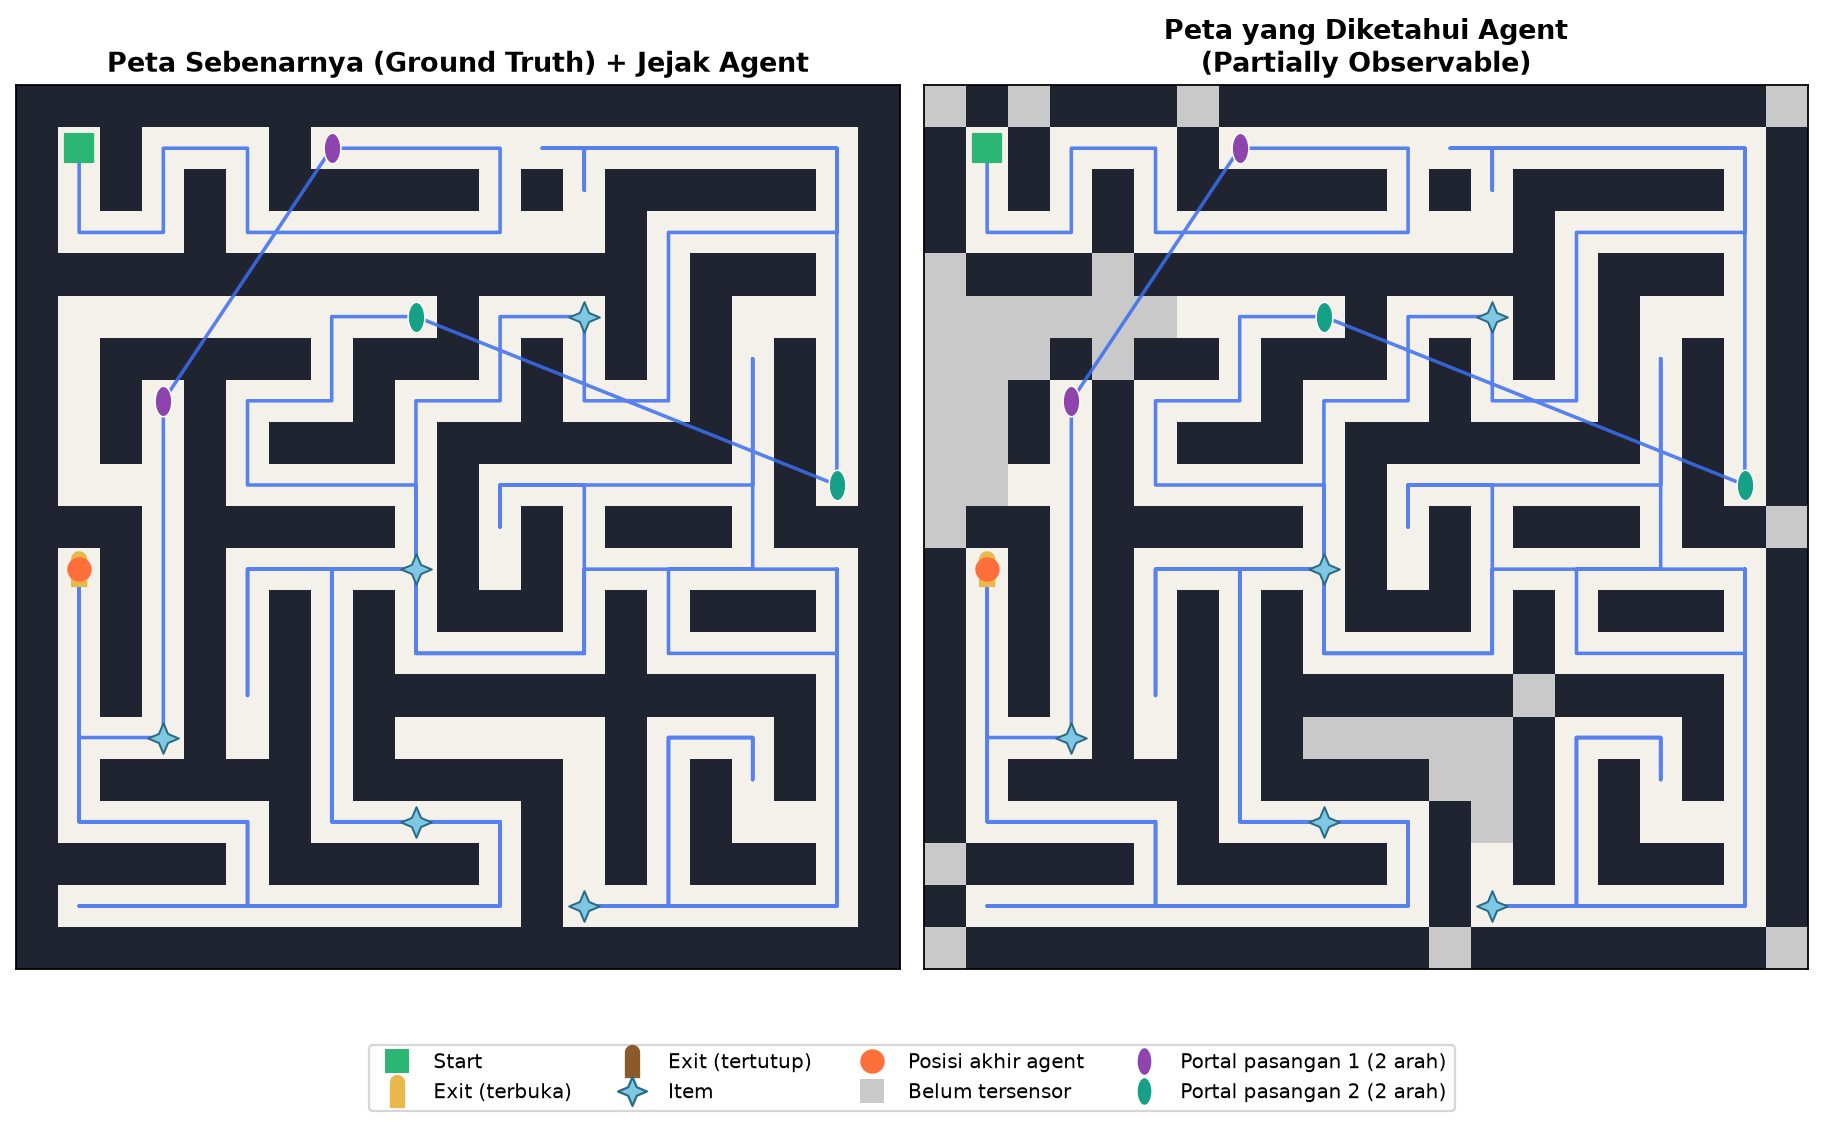 Peta Sebenarnya (Ground Truth) + Jejak Agent
Peta yang Diketahui Agent
(Partially Observable)
Start
Exit (terbuka)
Exit (tertutup)
Item
Posisi akhir agent
Belum tersensor
Portal pasangan 1 (2 arah)
Portal pasangan 2 (2 arah)